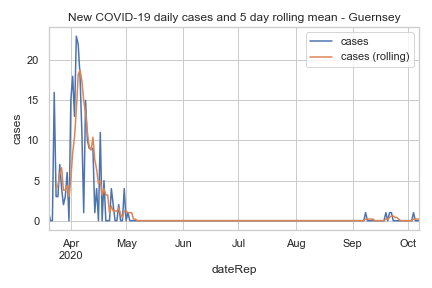 New COVID-19 daily cases and 5 day rolling mean - Guernsey
cases
cases (rolling)
20
15
10
5
0
cases
Apr May Jun Jul Aug Sep Oct
2020
dateRep